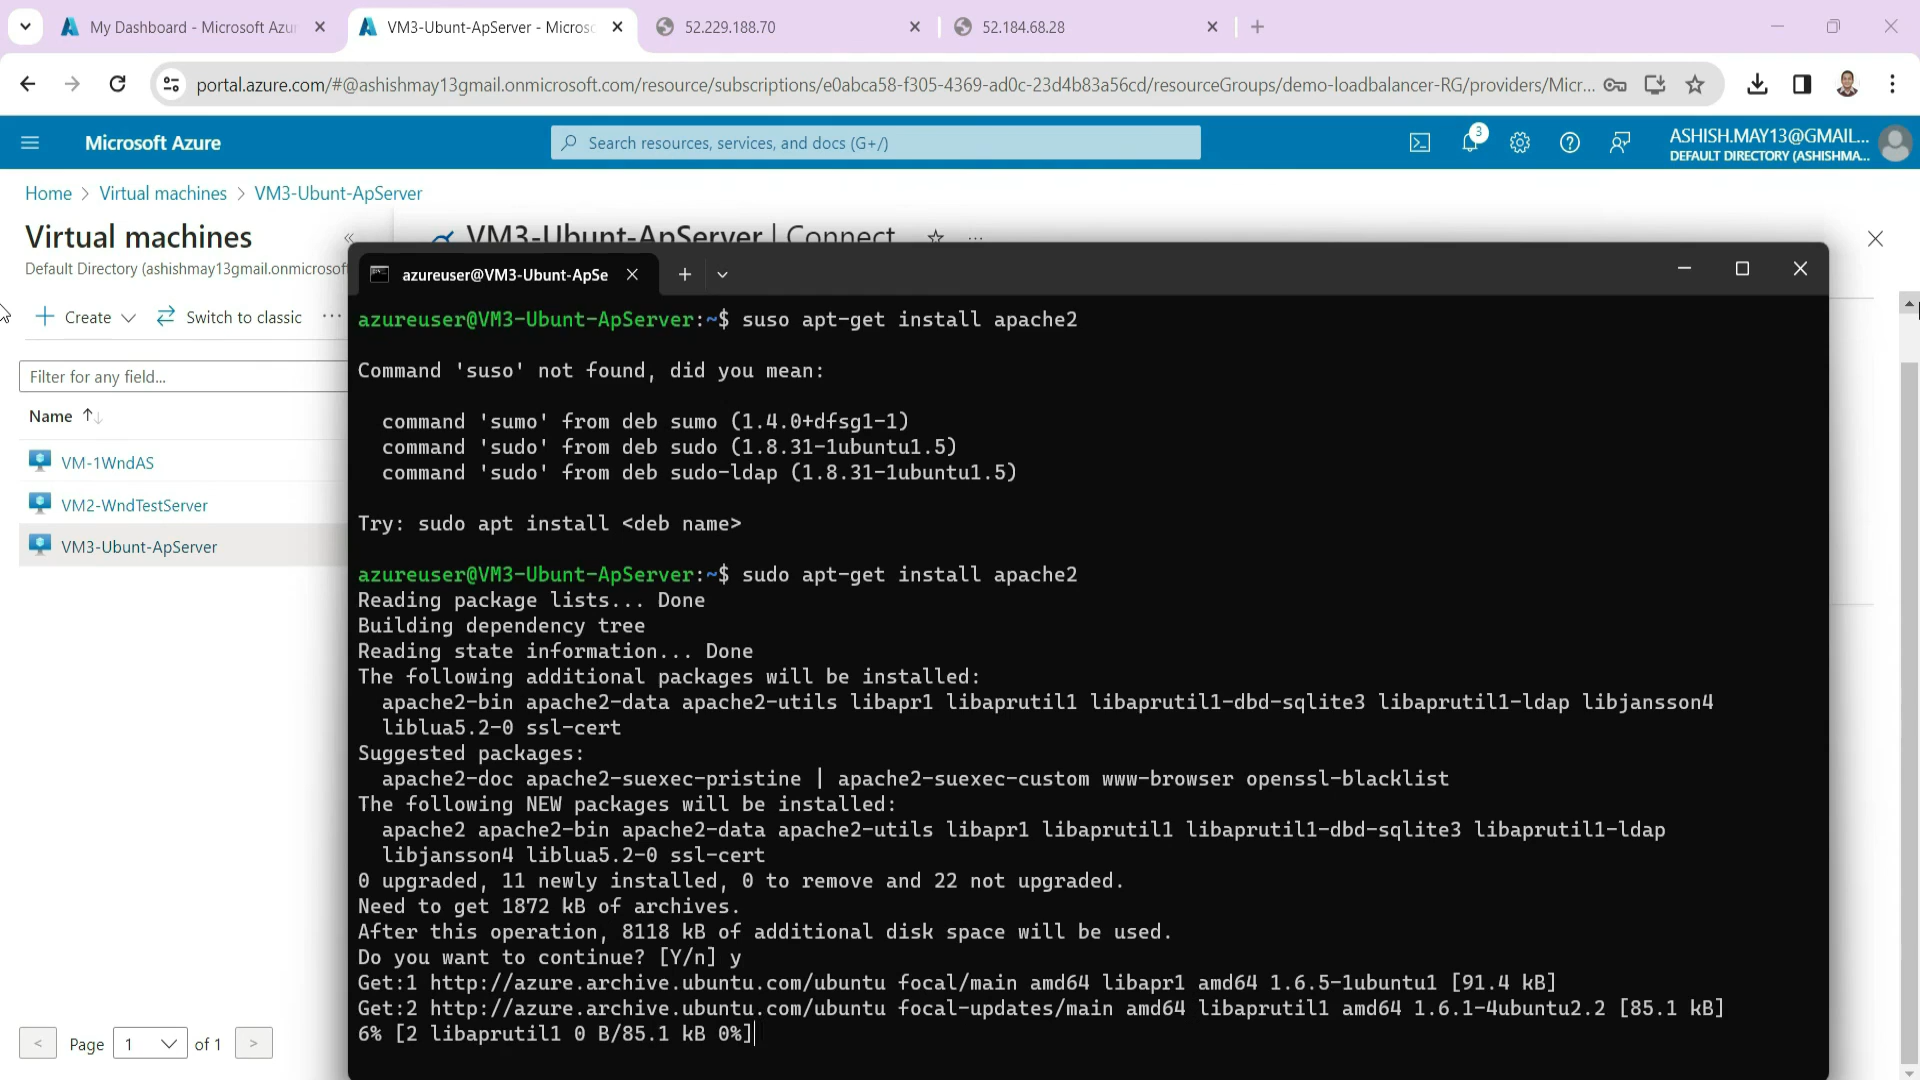 My Dashboard - Microsoft Azu
VM3-Ubunt-ApServer - Micros
52.229.188.70
52.184.68.28
portal.azure.com/#@ashishmay13gmail.onmicrosoft.com/resource/subscriptions/e0abca58-f305-4369-ad0c-23d4b83a56cd/resourceGroups/demo-loadbalancer-RG/providers/Micr...
Microsoft Azure
Search resources, services, and docs (G+/)
3
ASHISH.MAY13@GMAIL...
DEFAULT DIRECTORY (ASHISHMA...
Home > Virtual machines > VM3-Ubunt-ApServer
Virtual machines
Default Directory (ashishmay13gmail.onmicrosoft
VM3-Ubunt-ApServer | Connect
Create
Switch to classic
Filter for any field...
Name
VM-1WndAS
VM2-WndTestServer
VM3-Ubunt-ApServer
< Page 1 of 1 >
azureuser@VM3-Ubunt-ApSe
azureuser@VM3-Ubunt-ApServer:~$ suso apt-get install apache2
Command 'suso' not found, did you mean:
command 'sumo' from deb sumo (1.4.0+dfsg1-1)
command 'sudo' from deb sudo (1.8.31-1ubuntu1.5)
command 'sudo' from deb sudo-ldap (1.8.31-1ubuntu1.5)
Try: sudo apt install <deb name>
azureuser@VM3-Ubunt-ApServer:~$ sudo apt-get install apache2
Reading package lists... Done
Building dependency tree
Reading state information... Done
The following additional packages will be installed:
apache2-bin apache2-data apache2-utils libapr1 libaprutil1 libaprutil1-dbd-sqlite3 libaprutil1-ldap libjansson4
liblua5.2-0 ssl-cert
Suggested packages:
apache2-doc apache2-suexec-pristine | apache2-suexec-custom www-browser openssl-blacklist
The following NEW packages will be installed:
apache2 apache2-bin apache2-data apache2-utils libapr1 libaprutil1 libaprutil1-dbd-sqlite3 libaprutil1-ldap
libjansson4 liblua5.2-0 ssl-cert
0 upgraded, 11 newly installed, 0 to remove and 22 not upgraded.
Need to get 1872 kB of archives.
After this operation, 8118 kB of additional disk space will be used.
Do you want to continue? [Y/n] y
Get:1 http://azure.archive.ubuntu.com/ubuntu focal/main amd64 libapr1 amd64 1.6.5-1ubuntu1 [91.4 kB]
Get:2 http://azure.archive.ubuntu.com/ubuntu focal-updates/main amd64 libaprutil1 amd64 1.6.1-4ubuntu2.2 [85.1 kB]
6% [2 libaprutil1 0 B/85.1 kB 0%]